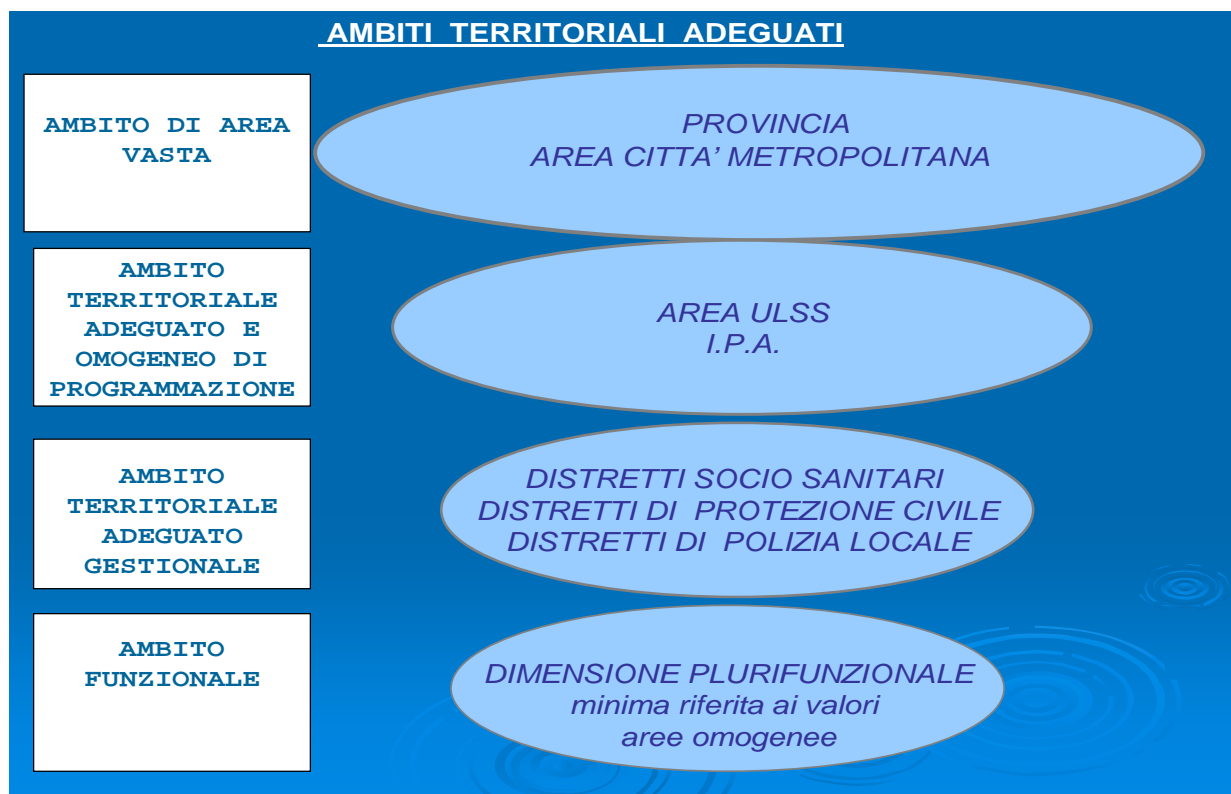 AMBITI TERRITORIALI ADEGUATI
AMBITO DI AREA
VASTA
PROVINCIA
AREA CITTA' METROPOLITANA
AMBITO
TERRITORIALE
ADEGUATO E
OMOGENEO DI
PROGRAMMAZIONE
AREA ULSS
I.P.A.
AMBITO
TERRITORIALE
ADEGUATO
GESTIONALE
DISTRETTI SOCIO SANITARI
DISTRETTI DI PROTEZIONE CIVILE
DISTRETTI DI POLIZIA LOCALE
AMBITO
FUNZIONALE
DIMENSIONE PLURIFUNZIONALE
minima riferita ai valori
aree omogenee